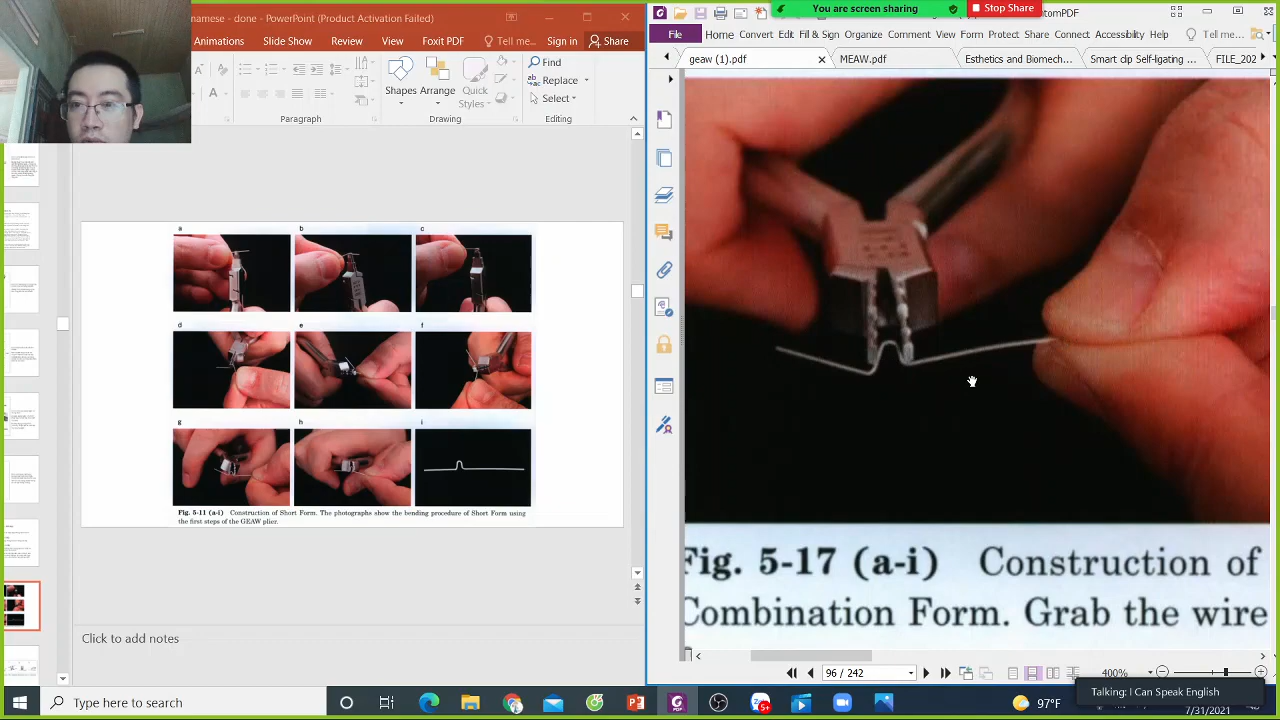 namese - done - PowerPoint (Product Activation Failed)
Animations Slide Show Review View Foxit PDF Tell me... Sign in Share
Shapes Arrange Quick Styles
Find
Replace
Select
Paragraph Drawing Editing
a b c
d e f
g h i
Fig. 5-11 (a-i) Construction of Short Form. The photographs show the bending procedure of Short Form using
the first steps of the GEAW plier.
Click to add notes
You are screen sharing Stop Share
tomPDF
File Home Convert Edit Fill & Sign Organize Comment View Form Protect Connect Accessibility Help Tell me...
geaw (1).pdf MEAW.pdf Esthetics and Biomech... Smart clip Self-ligating ... FILE_202
Fig. 5-17 (a-i) Construction of
Combination Form. Grab the wire
96 / 242 400%
Talking: I Can Speak English
Type here to search
5+
97°F
7/31/2021